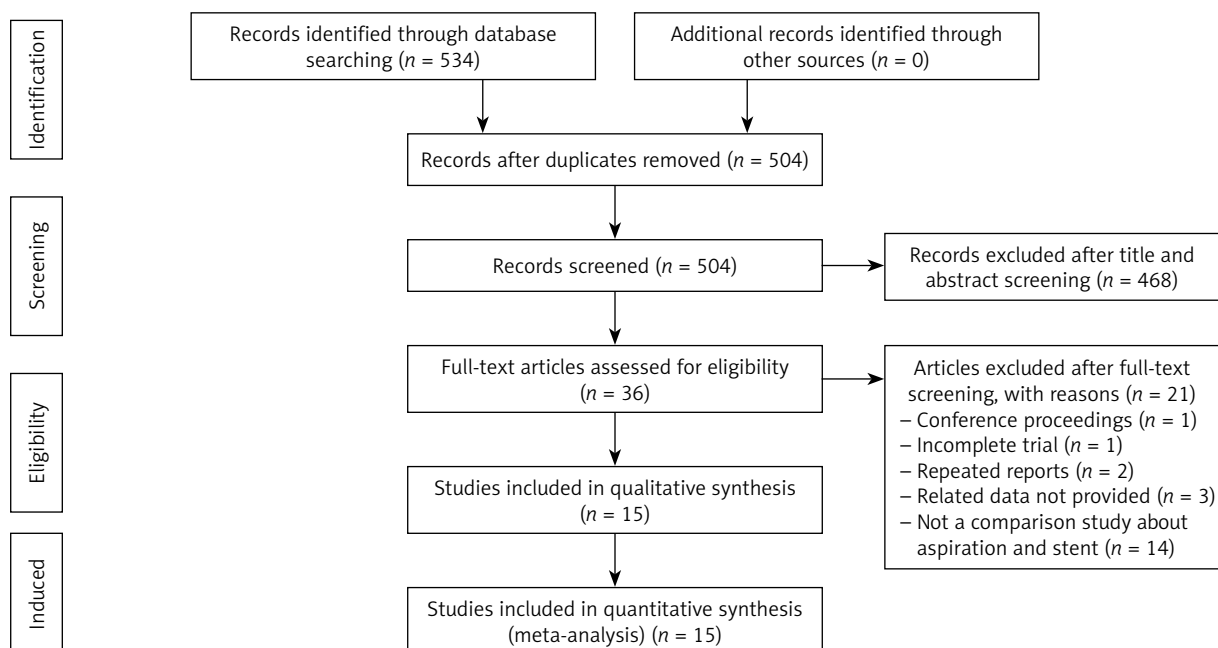 Identification
Records identified through database
searching (n = 534)
Additional records identified through
other sources (n = 0)
Records after duplicates removed (n = 504)
Screening
Records screened (n = 504)
Records excluded after title and
abstract screening (n = 468)
Eligibility
Full-text articles assessed for eligibility
(n = 36)
Articles excluded after full-text
screening, with reasons (n = 21)
– Conference proceedings (n = 1)
– Incomplete trial (n = 1)
– Repeated reports (n = 2)
– Related data not provided (n = 3)
– Not a comparison study about
aspiration and stent (n = 14)
Studies included in qualitative synthesis
(n = 15)
Induced
Studies included in quantitative synthesis
(meta-analysis) (n = 15)